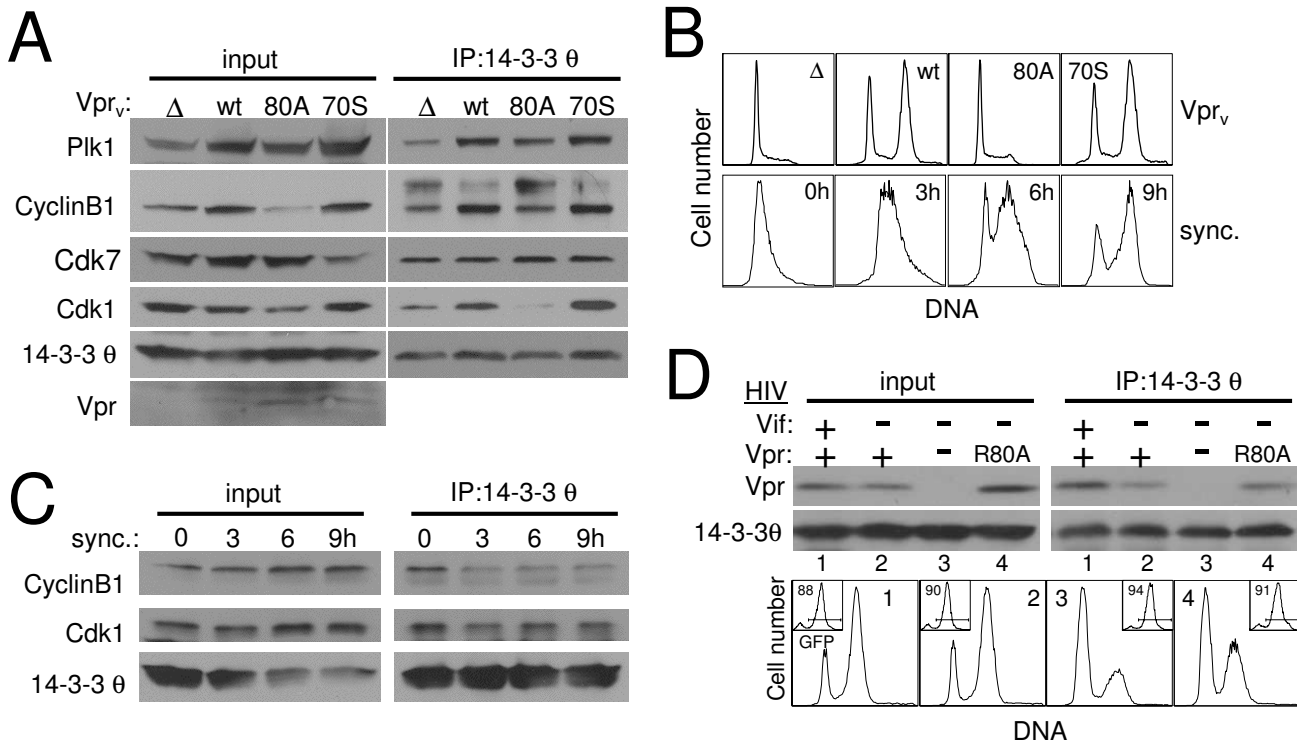 A
input
IP:14-3-3 θ
Vprv: Δ wt 80A 70S Δ wt 80A 70S
Plk1
CyclinB1
Cdk7
Cdk1
14-3-3 θ
Vpr
B
Δ wt 80A 70S
Vprv
0h 3h 6h 9h
sync.
Cell number
DNA
C
input
IP:14-3-3 θ
sync.: 0 3 6 9h 0 3 6 9h
CyclinB1
Cdk1
14-3-3 θ
D
HIV
input
IP:14-3-3 θ
Vif: + - - - + - - -
Vpr: + + - R80A + + - R80A
Vpr
14-3-3θ
1 2 3 4 1 2 3 4
88 1 90 2 3 94 4 91
GFP
Cell number
DNA